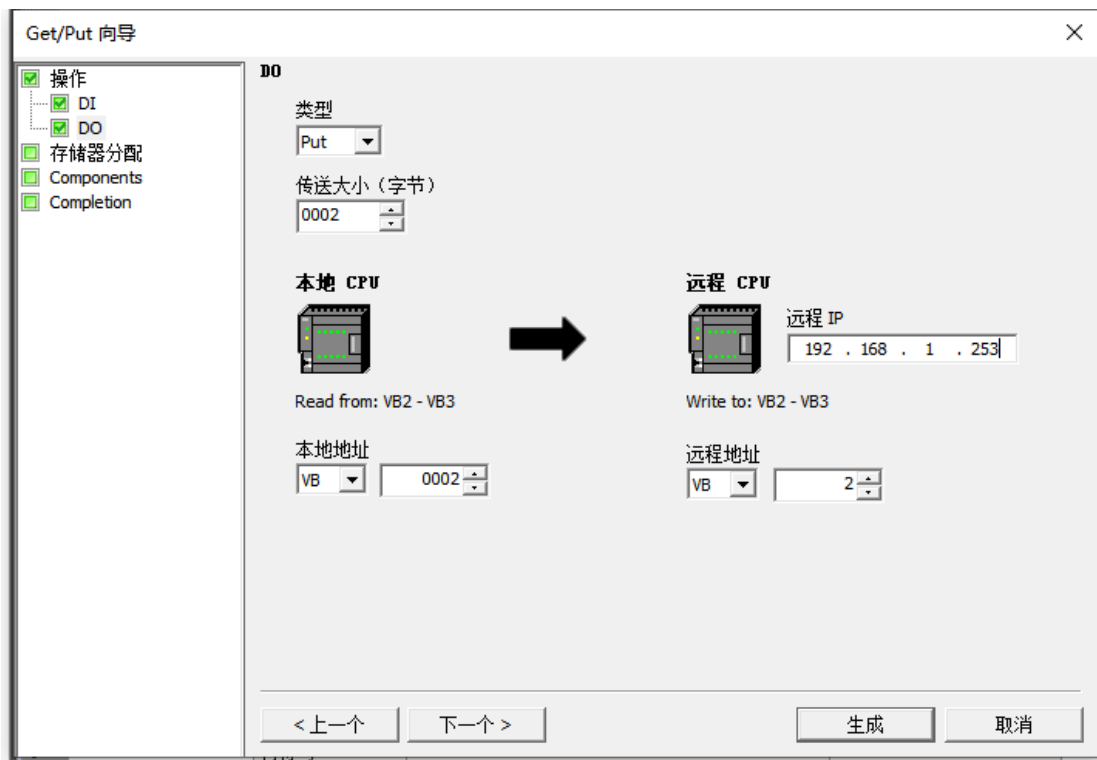 Get/Put 向导
操作
DI
DO
存储器分配
Components
Completion
DO
类型
Put
传送大小（字节）
0002
本地 CPU
远程 CPU
远程 IP
192 . 168 . 1 . 253
Read from: VB2 - VB3
Write to: VB2 - VB3
本地地址
远程地址
VB 0002
VB 2
<上一个
下一个>
生成
取消